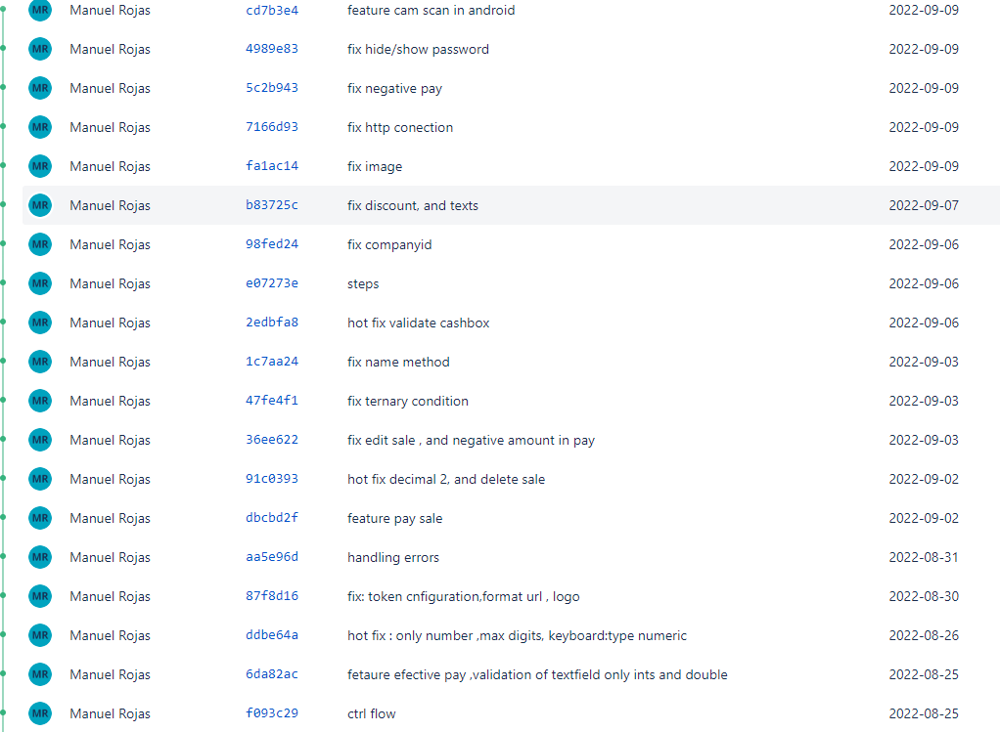 MR Manuel Rojas cd7b3e4 feature cam scan in android 2022-09-09
MR Manuel Rojas 4989e83 fix hide/show password 2022-09-09
MR Manuel Rojas 5c2b943 fix negative pay 2022-09-09
MR Manuel Rojas 7166d93 fix http conection 2022-09-09
MR Manuel Rojas fa1ac14 fix image 2022-09-09
MR Manuel Rojas b83725c fix discount, and texts 2022-09-07
MR Manuel Rojas 98fed24 fix companyid 2022-09-06
MR Manuel Rojas e07273e steps 2022-09-06
MR Manuel Rojas 2edbfa8 hot fix validate cashbox 2022-09-06
MR Manuel Rojas 1c7aa24 fix name method 2022-09-03
MR Manuel Rojas 47fe4f1 fix ternary condition 2022-09-03
MR Manuel Rojas 36ee622 fix edit sale , and negative amount in pay 2022-09-03
MR Manuel Rojas 91c0393 hot fix decimal 2, and delete sale 2022-09-02
MR Manuel Rojas dbcbd2f feature pay sale 2022-09-02
MR Manuel Rojas aa5e96d handling errors 2022-08-31
MR Manuel Rojas 87f8d16 fix: token cnfiguration,format url , logo 2022-08-30
MR Manuel Rojas ddbe64a hot fix : only number ,max digits, keyboard:type numeric 2022-08-26
MR Manuel Rojas 6da82ac fetaure efective pay ,validation of textfield only ints and double 2022-08-25
MR Manuel Rojas f093c29 ctrl flow 2022-08-25